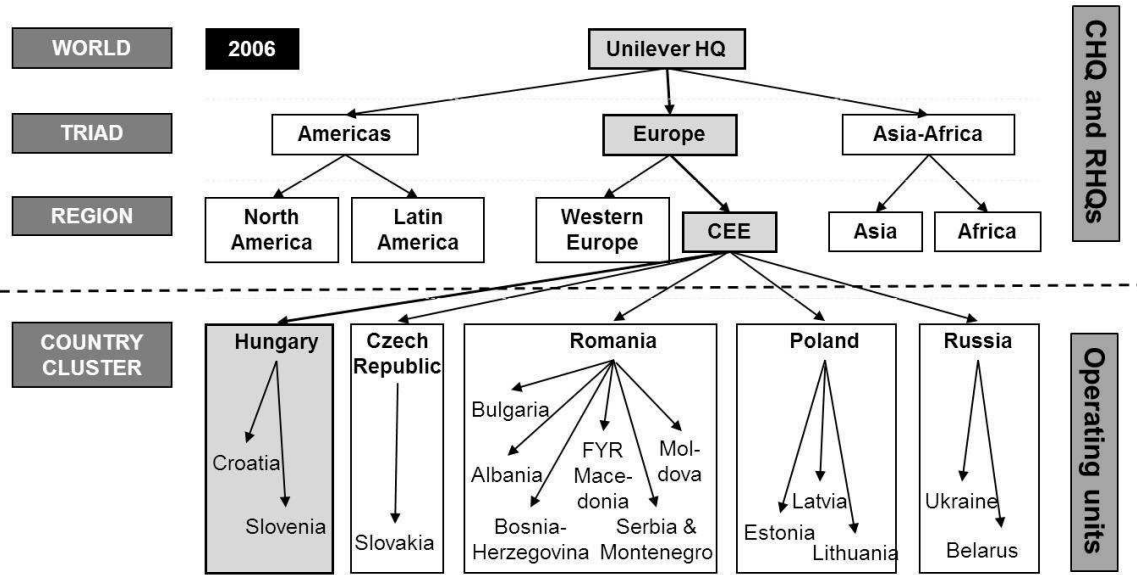 WORLD
2006
Unilever HQ
CHQ and RHQs
TRIAD
Americas
Europe
Asia-Africa
REGION
North
America
Latin
America
Western
Europe
CEE
Asia
Africa
COUNTRY
CLUSTER
Operating units
Hungary
Croatia
Slovenia
Czech
Republic
Slovakia
Romania
Bulgaria
Albania
Bosnia-
Herzegovina
FYR
Mace-
donia
Serbia &
Montenegro
Mol-
dova
Poland
Latvia
Estonia
Lithuania
Russia
Ukraine
Belarus